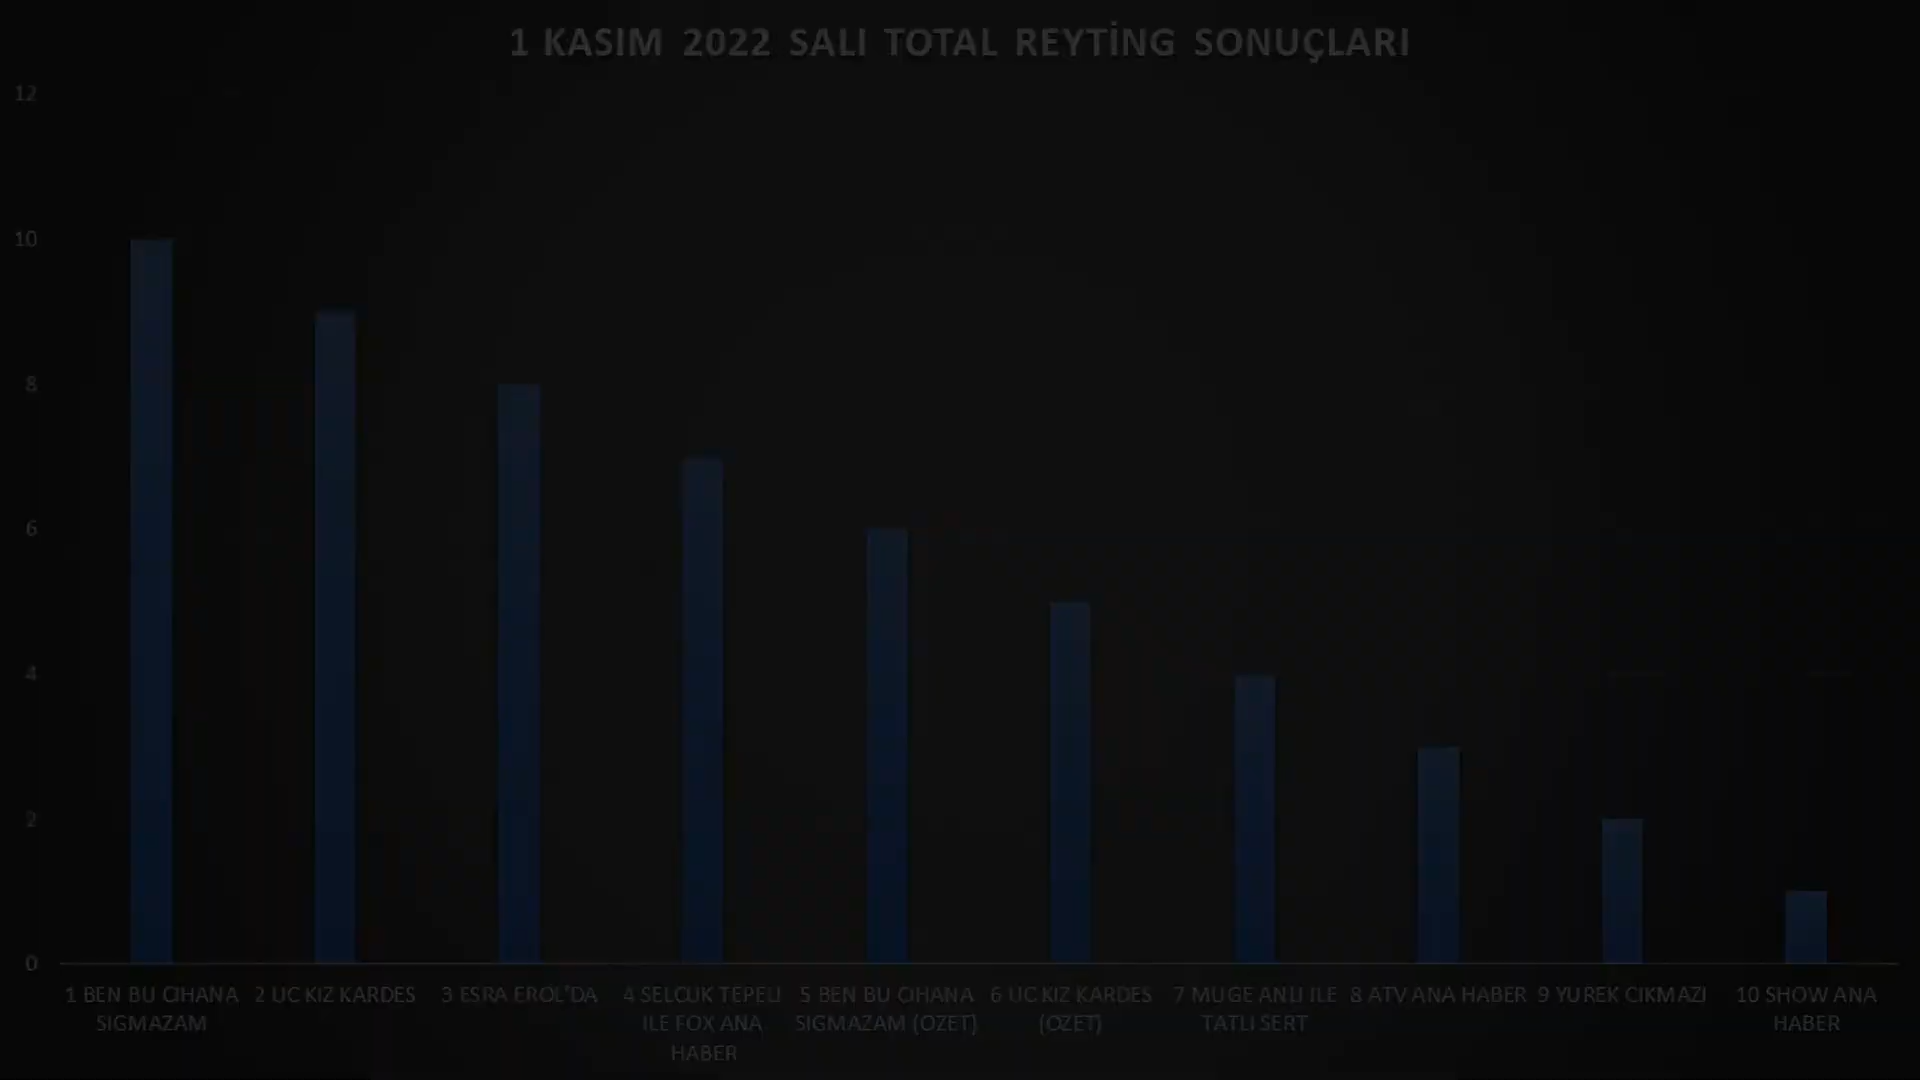 1 KASIM 2022 SALI TOTAL REYTİNG SONUÇLARI
12
10
8
6
4
2
0
1 BEN BU CIHANA
SIGMAZAM
2 UC KIZ KARDES
3 ESRA EROL'DA
4 SELCUK TEPELI
ILE FOX ANA
HABER
5 BEN BU CIHANA
SIGMAZAM (OZET)
6 UC KIZ KARDES
(OZET)
7 MUGE ANLI ILE
TATLI SERT
8 ATV ANA HABER
9 YUREK CIKMAZI
10 SHOW ANA
HABER